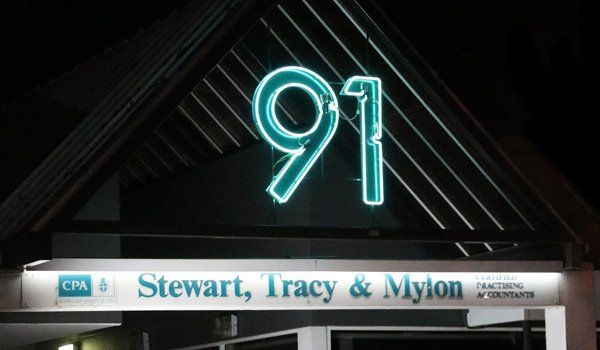 91
CPA
Stewart, Tracy & Mylon
CERTIFIED
PRACTISING
ACCOUNTANTS